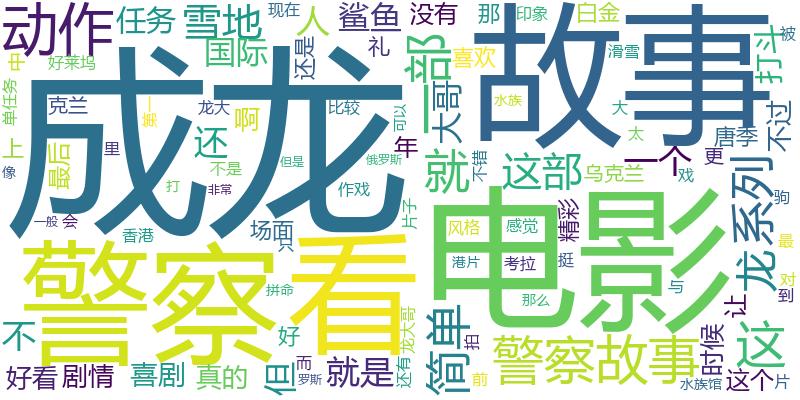 动作
任务
雪地
人
现在
鲨鱼
没有
那
印象
白金
被
中
好莱坞
国际
还是
礼
一部
喜欢
滑雪
打斗
单任务
克兰
第一
龙大
啊
比较
可以
大哥
水族
故事
大
不过
成龙
上
最后
里
还
不是
但是
俄罗斯
年
就
不错
这部
太
一个
更
唐季
像
打
非常
作戏
乌克兰
戏
龙系列
驹
一般
会
香港
场面
只
片子
电影
风格
感觉
精彩
最
警察
看
港片
考拉
挺
与
对
到
拼命
那么
让
不
好
龙大哥
简单
拍
警察故事
时候
这
好看
剧情
喜剧
真的
但
而
罗斯
就是
还有
前
水族馆
这个
片